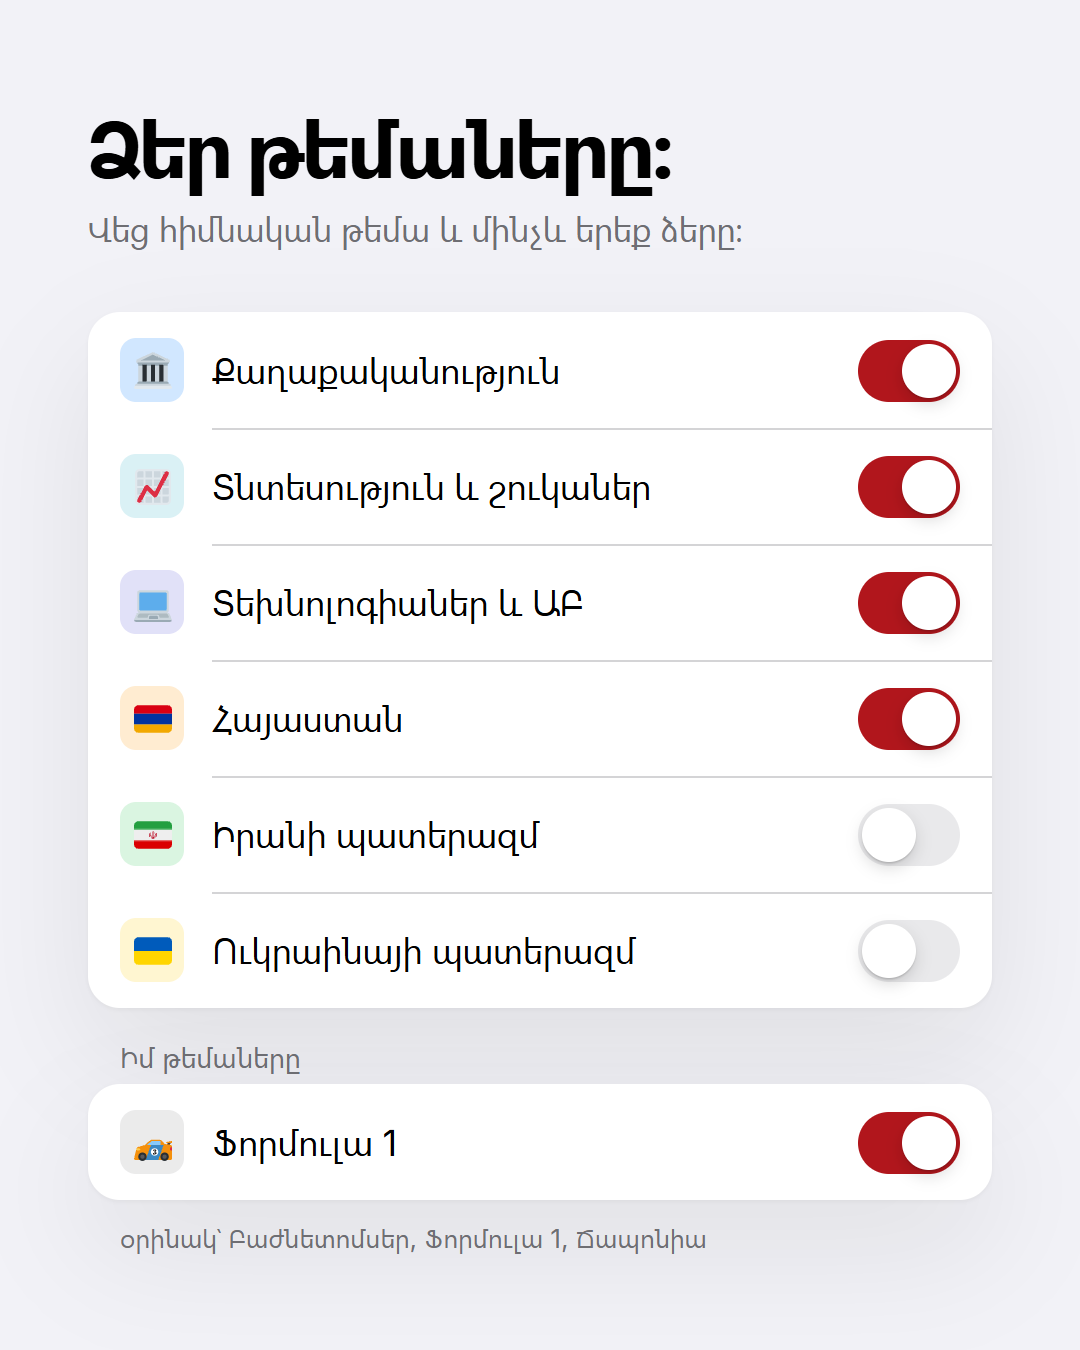 Ձեր թեմաները:
Վեց հիմնական թեմա և մինչև երեք ձերը:
Քաղաքականություն
Տնտեսություն և շուկաներ
Տեխնոլոգիաներ և ԱԲ
Հայաստան
Իրանի պատերազմ
Ուկրաինայի պատերազմ
Իմ թեմաները
Ֆորմուլա 1
օրինակ՝ Բաժնետոմսեր, Ֆորմուլա 1, Ճապոնիա